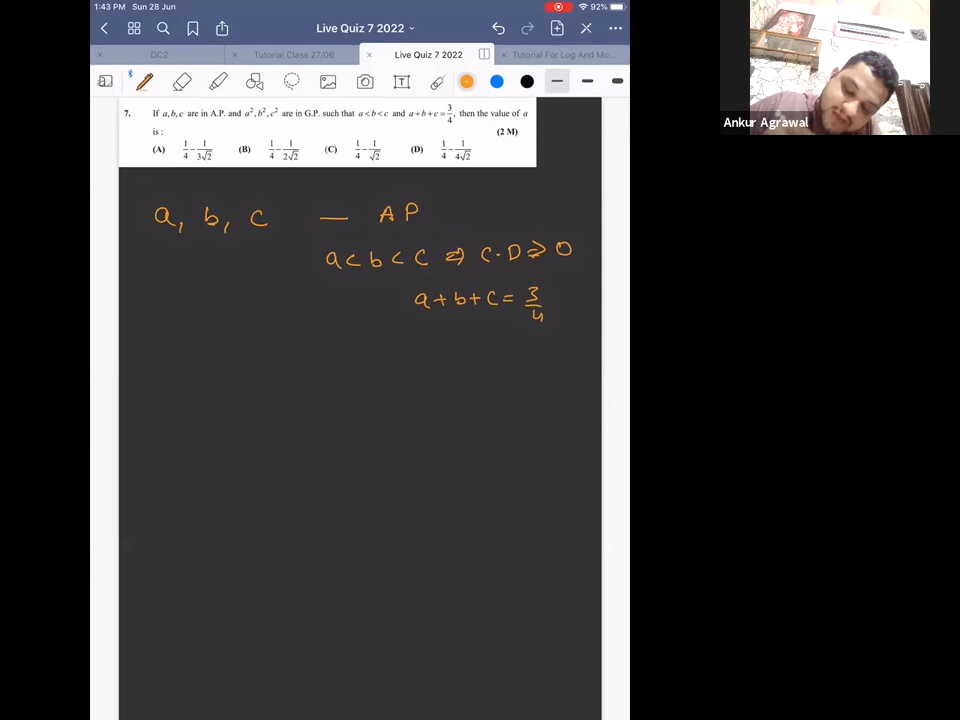 1:43 PM Sun 28 Jun
92%
Live Quiz 7 2022
DC2
Tutorial Class 27/06
Live Quiz 7 2022
Tutorial For Log And Mo...
7. If a, b, c are in A.P. and a², b², c² are in G.P. such that a < b < c and a + b + c = 3/4, then the value of a
is : (2 M)
(A) 1/4 − 1/3√2 (B) 1/4 − 1/2√2 (C) 1/4 − 1/√2 (D) 1/4 − 1/4√2
a, b, c — AP
a < b < c ⇒ C·D > 0
a + b + c = 3/4
Ankur Agrawal